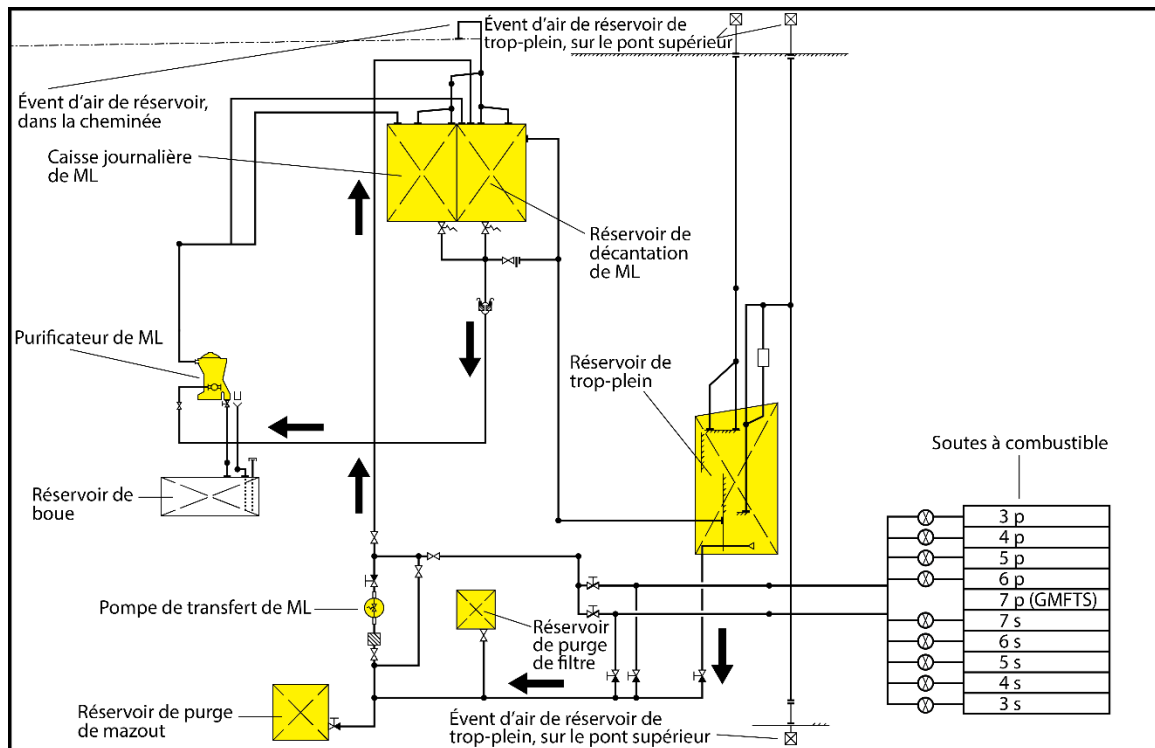 Évent d'air de réservoir de
trop-plein, sur le pont supérieur
Évent d'air de réservoir,
dans la cheminée
Caisse journalière
de ML
Réservoir de
décantation
de ML
Purificateur de ML
Réservoir de
trop-plein
Soutes à combustible
Réservoir de
boue
3 p
4 p
5 p
6 p
7 p (GMFTS)
7 s
6 s
5 s
4 s
3 s
Pompe de transfert de ML
Réservoir
de purge
de filtre
Réservoir de purge
de mazout
Évent d'air de réservoir de
trop-plein, sur le pont supérieur